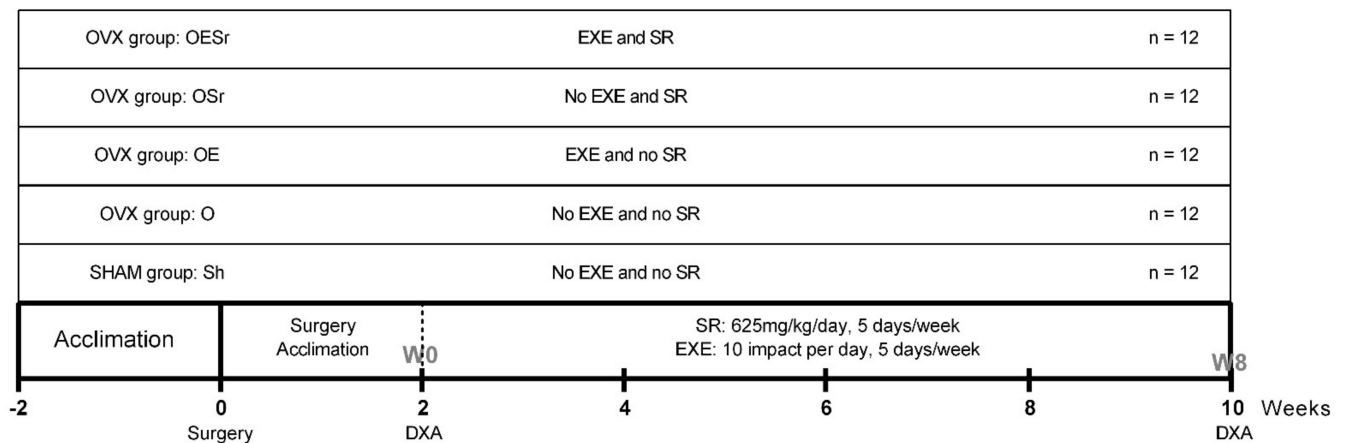 OVX group: OESr EXE and SR n = 12
OVX group: OSr No EXE and SR n = 12
OVX group: OE EXE and no SR n = 12
OVX group: O No EXE and no SR n = 12
SHAM group: Sh No EXE and no SR n = 12
Acclimation
Surgery
Acclimation
W0
SR: 625mg/kg/day, 5 days/week
EXE: 10 impact per day, 5 days/week
W8
-2 0 2 4 6 8 10 Weeks
Surgery DXA DXA